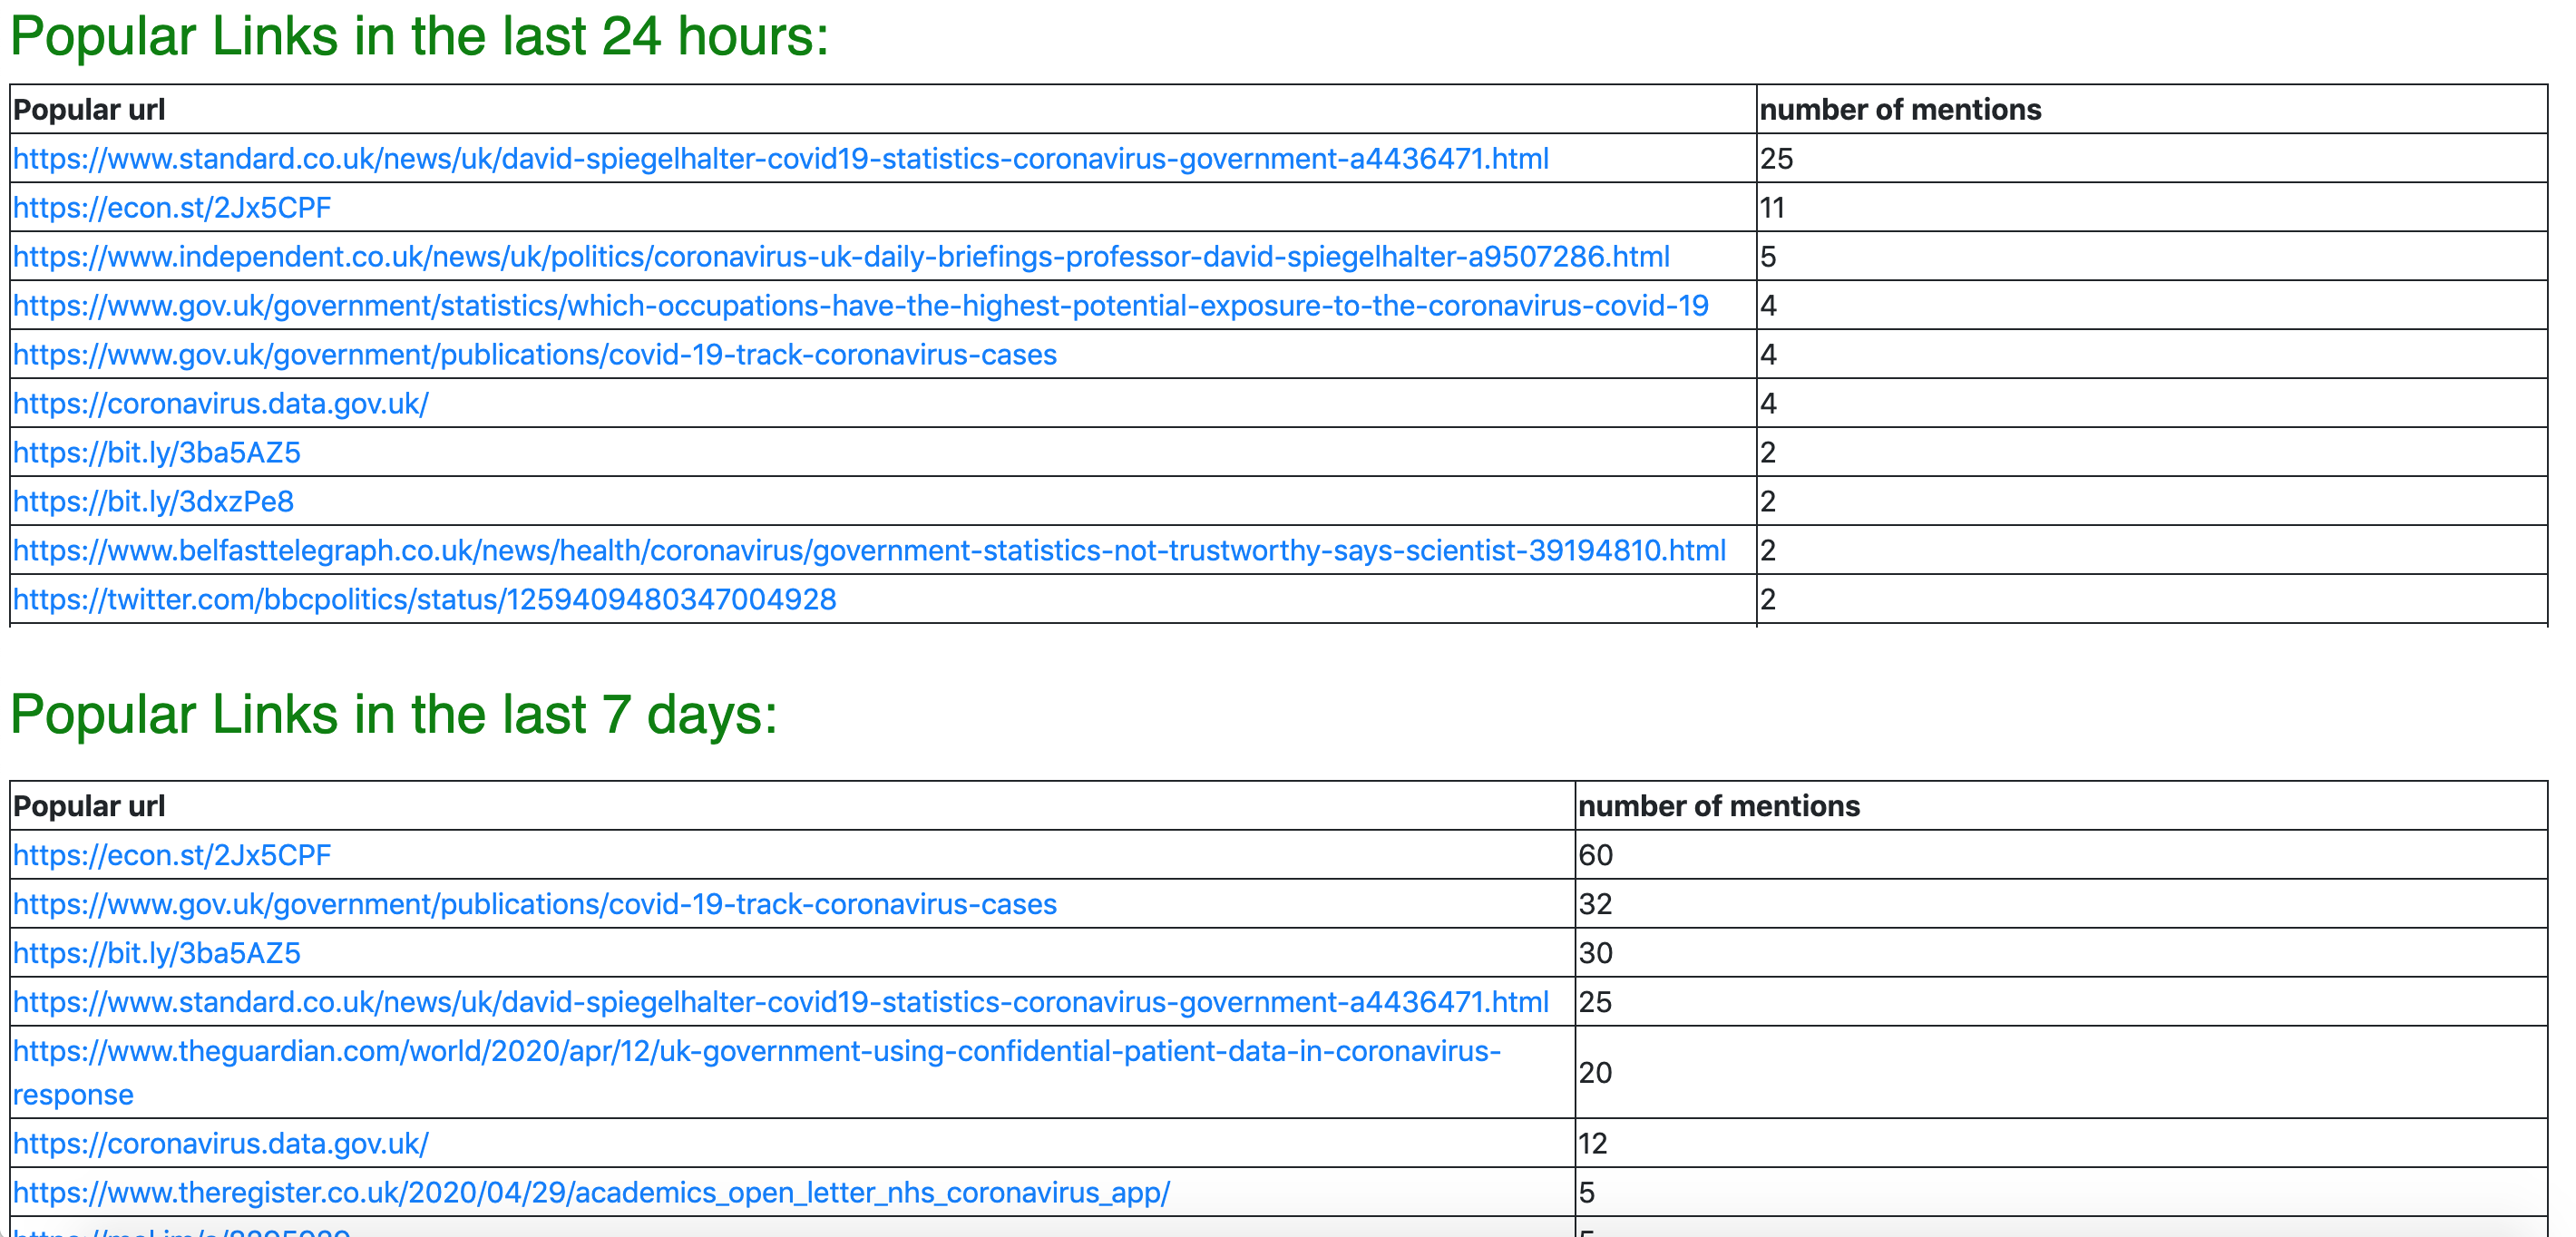 Popular Links in the last 24 hours:
Popular url number of mentions
https://www.standard.co.uk/news/uk/david-spiegelhalter-covid19-statistics-coronavirus-government-a4436471.html 25
https://econ.st/2Jx5CPF 11
https://www.independent.co.uk/news/uk/politics/coronavirus-uk-daily-briefings-professor-david-spiegelhalter-a9507286.html 5
https://www.gov.uk/government/statistics/which-occupations-have-the-highest-potential-exposure-to-the-coronavirus-covid-19 4
https://www.gov.uk/government/publications/covid-19-track-coronavirus-cases 4
https://coronavirus.data.gov.uk/ 4
https://bit.ly/3ba5AZ5 2
https://bit.ly/3dxzPe8 2
https://www.belfasttelegraph.co.uk/news/health/coronavirus/government-statistics-not-trustworthy-says-scientist-39194810.html 2
https://twitter.com/bbcpolitics/status/1259409480347004928 2
Popular Links in the last 7 days:
Popular url number of mentions
https://econ.st/2Jx5CPF 60
https://www.gov.uk/government/publications/covid-19-track-coronavirus-cases 32
https://bit.ly/3ba5AZ5 30
https://www.standard.co.uk/news/uk/david-spiegelhalter-covid19-statistics-coronavirus-government-a4436471.html 25
https://www.theguardian.com/world/2020/apr/12/uk-government-using-confidential-patient-data-in-coronavirus-
response 20
https://coronavirus.data.gov.uk/ 12
https://www.theregister.co.uk/2020/04/29/academics_open_letter_nhs_coronavirus_app/ 5